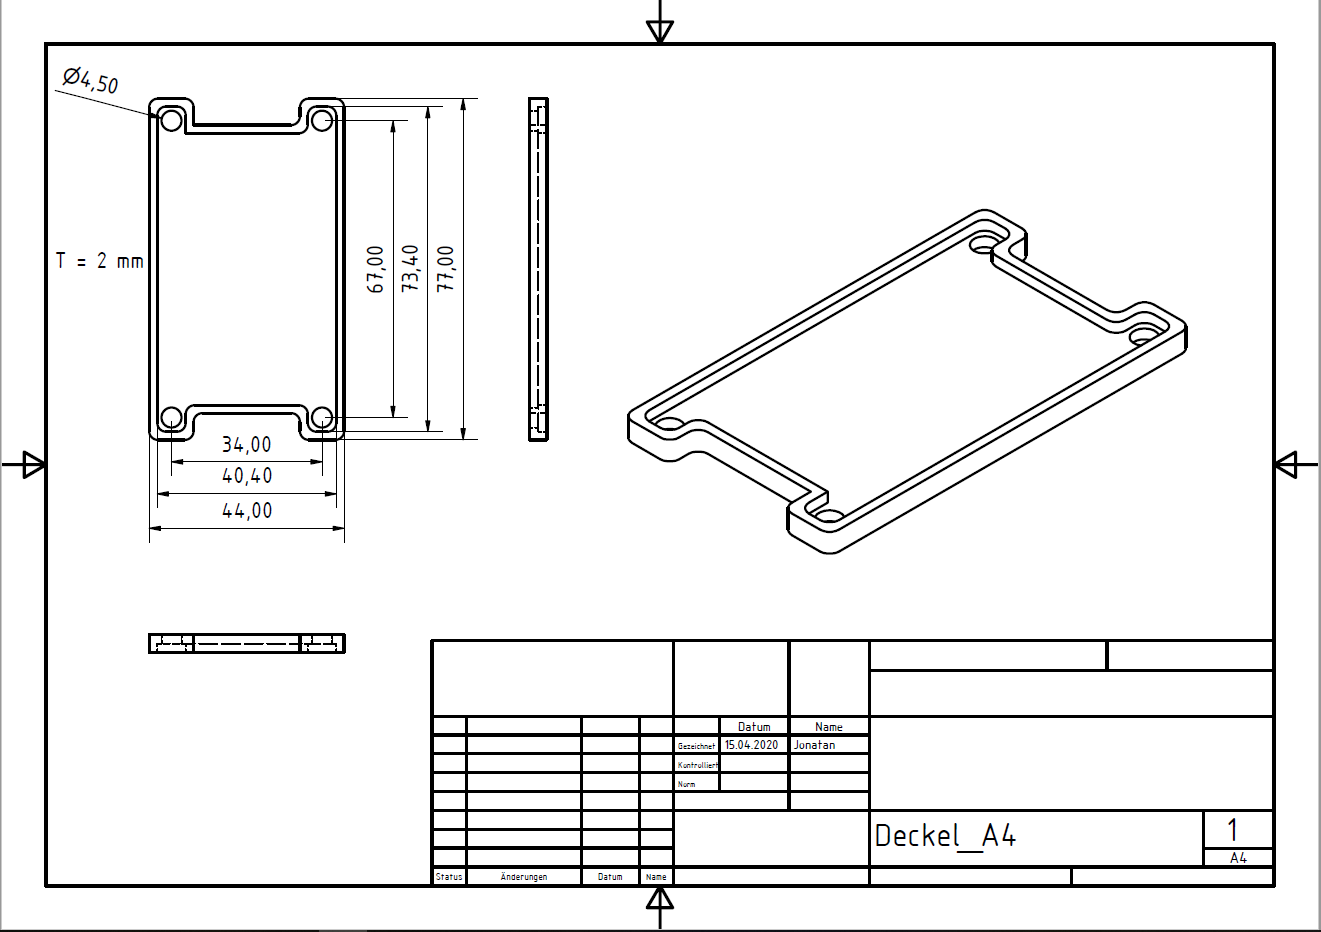 Ø4,50
T = 2 mm
67,00
73,40
77,00
34,00
40,40
44,00
Datum Name
Gezeichnet 15.04.2020 Jonatan
Kontrolliert
Norm
Deckel_A4
1
A4
Status Änderungen Datum Name